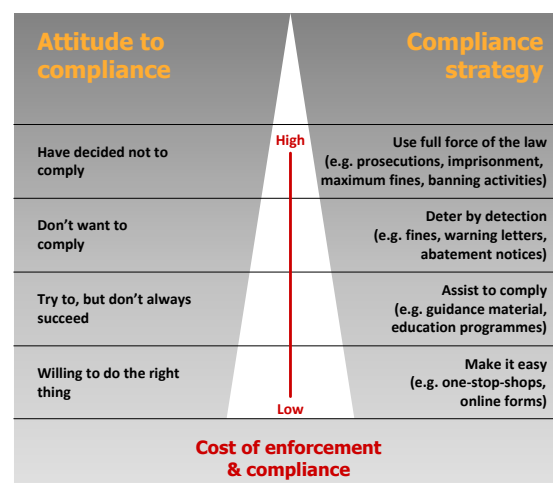 Attitude to
compliance
Compliance
strategy
High
Have decided not to
comply
Use full force of the law
(e.g. prosecutions, imprisonment,
maximum fines, banning activities)
Don’t want to
comply
Deter by detection
(e.g. fines, warning letters,
abatement notices)
Try to, but don’t always
succeed
Assist to comply
(e.g. guidance material,
education programmes)
Willing to do the right
thing
Make it easy
(e.g. one-stop-shops,
online forms)
Low
Cost of enforcement
& compliance